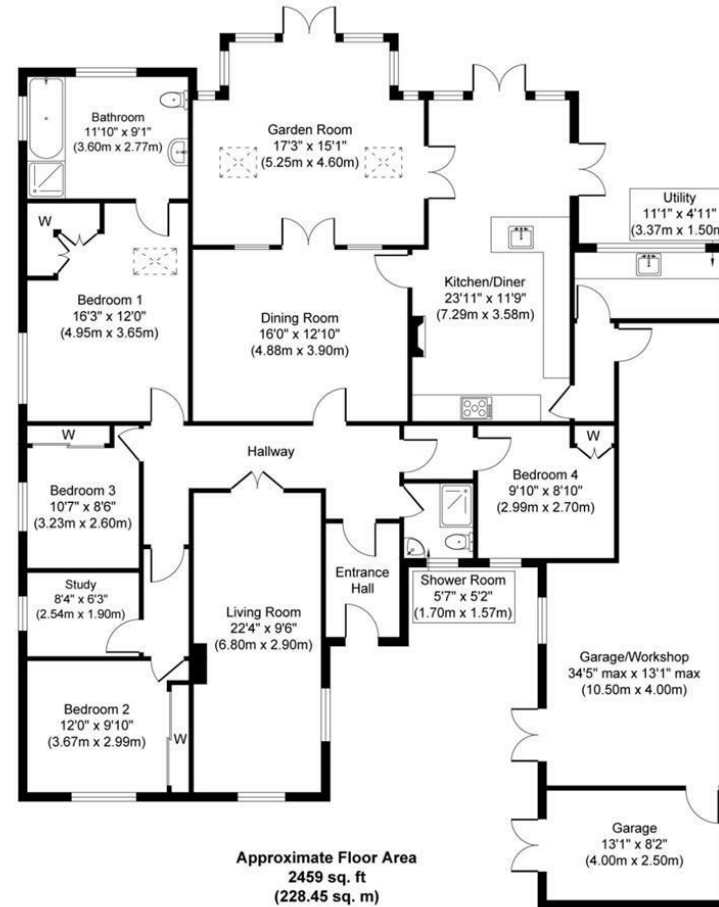 Bathroom
11'10" x 9'1"
(3.60m x 2.77m)
Garden Room
17'3" x 15'1"
(5.25m x 4.60m)
Utility
11'1" x 4'11"
(3.37m x 1.50m)
W
Bedroom 1
16'3" x 12'0"
(4.95m x 3.65m)
Dining Room
16'0" x 12'10"
(4.88m x 3.90m)
Kitchen/Diner
23'11" x 11'9"
(7.29m x 3.58m)
W
Hallway
W
Bedroom 3
10'7" x 8'6"
(3.23m x 2.60m)
Bedroom 4
9'10" x 8'10"
(2.99m x 2.70m)
Study
8'4" x 6'3"
(2.54m x 1.90m)
Living Room
22'4" x 9'6"
(6.80m x 2.90m)
Entrance
Hall
Shower Room
5'7" x 5'2"
(1.70m x 1.57m)
Garage/Workshop
34'5" max x 13'1" max
(10.50m x 4.00m)
Bedroom 2
12'0" x 9'10"
(3.67m x 2.99m)
W
Garage
13'1" x 8'2"
(4.00m x 2.50m)
Approximate Floor Area
2459 sq. ft
(228.45 sq. m)